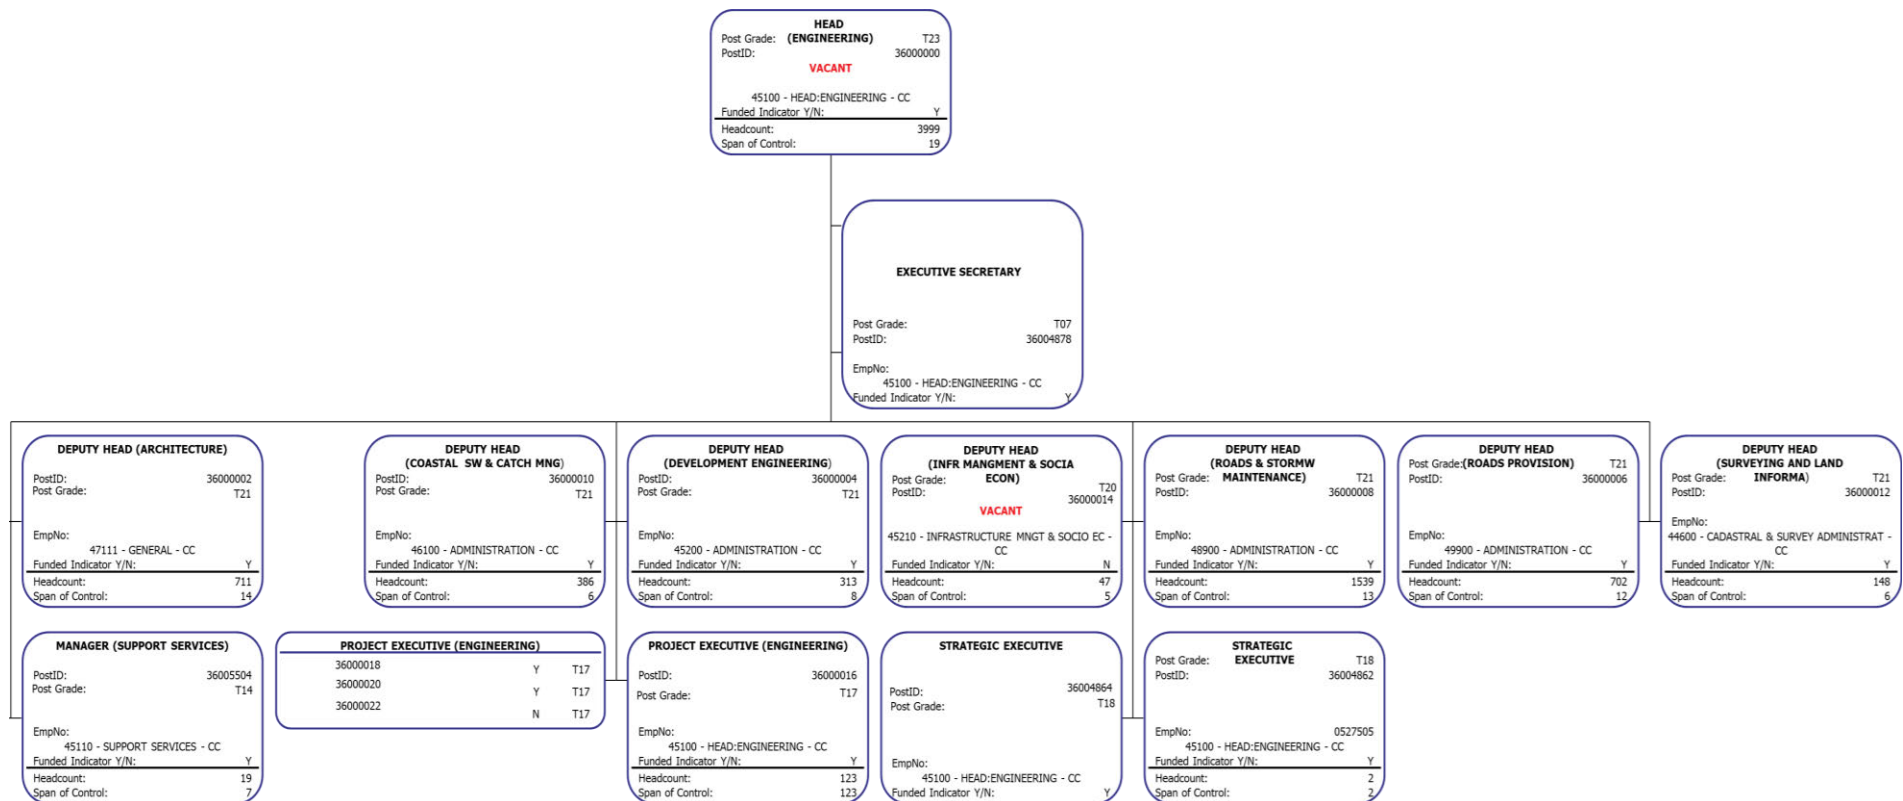 HEAD
Post Grade: (ENGINEERING) T23
PostID: 36000000
VACANT
45100 - HEAD:ENGINEERING - CC
Funded Indicator Y/N: Y
Headcount: 3999
Span of Control: 19
EXECUTIVE SECRETARY
Post Grade: T07
PostID: 36004878
EmpNo:
45100 - HEAD:ENGINEERING - CC
Funded Indicator Y/N: Y
DEPUTY HEAD (ARCHITECTURE)
PostID: 36000002
Post Grade: T21
EmpNo:
47111 - GENERAL - CC
Funded Indicator Y/N: Y
Headcount: 711
Span of Control: 14
DEPUTY HEAD
(COASTAL SW & CATCH MNG)
PostID: 36000010
Post Grade: T21
EmpNo:
46100 - ADMINISTRATION - CC
Funded Indicator Y/N: Y
Headcount: 386
Span of Control: 6
DEPUTY HEAD
(DEVELOPMENT ENGINEERING)
PostID: 36000004
Post Grade: T21
EmpNo:
45200 - ADMINISTRATION - CC
Funded Indicator Y/N: Y
Headcount: 313
Span of Control: 8
DEPUTY HEAD
(INFR MANGMENT & SOCIA
ECON)
Post Grade: T20
PostID: 36000014
VACANT
45210 - INFRASTRUCTURE MNGT & SOCIO EC -
CC
Funded Indicator Y/N: N
Headcount: 47
Span of Control: 5
DEPUTY HEAD
(ROADS & STORMW
Post Grade: MAINTENANCE) T21
PostID: 36000008
EmpNo:
48900 - ADMINISTRATION - CC
Funded Indicator Y/N: Y
Headcount: 1539
Span of Control: 13
DEPUTY HEAD
Post Grade:(ROADS PROVISION) T21
PostID: 36000006
EmpNo:
49900 - ADMINISTRATION - CC
Funded Indicator Y/N: Y
Headcount: 702
Span of Control: 12
DEPUTY HEAD
(SURVEYING AND LAND
Post Grade: INFORMA) T21
PostID: 36000012
EmpNo:
44600 - CADASTRAL & SURVEY ADMINISTRAT -
CC
Funded Indicator Y/N: Y
Headcount: 148
Span of Control: 6
MANAGER (SUPPORT SERVICES)
PostID: 36005504
Post Grade: T14
EmpNo:
45110 - SUPPORT SERVICES - CC
Funded Indicator Y/N: Y
Headcount: 19
Span of Control: 7
PROJECT EXECUTIVE (ENGINEERING)
36000018 Y T17
36000020 Y T17
36000022 N T17
PROJECT EXECUTIVE (ENGINEERING)
PostID: 36000016
Post Grade: T17
EmpNo:
45100 - HEAD:ENGINEERING - CC
Funded Indicator Y/N: Y
Headcount: 123
Span of Control: 123
STRATEGIC EXECUTIVE
PostID: 36004864
Post Grade: T18
EmpNo:
45100 - HEAD:ENGINEERING - CC
Funded Indicator Y/N: Y
STRATEGIC
Post Grade: EXECUTIVE T18
PostID: 36004862
EmpNo: 0527505
45100 - HEAD:ENGINEERING - CC
Funded Indicator Y/N: Y
Headcount: 2
Span of Control: 2